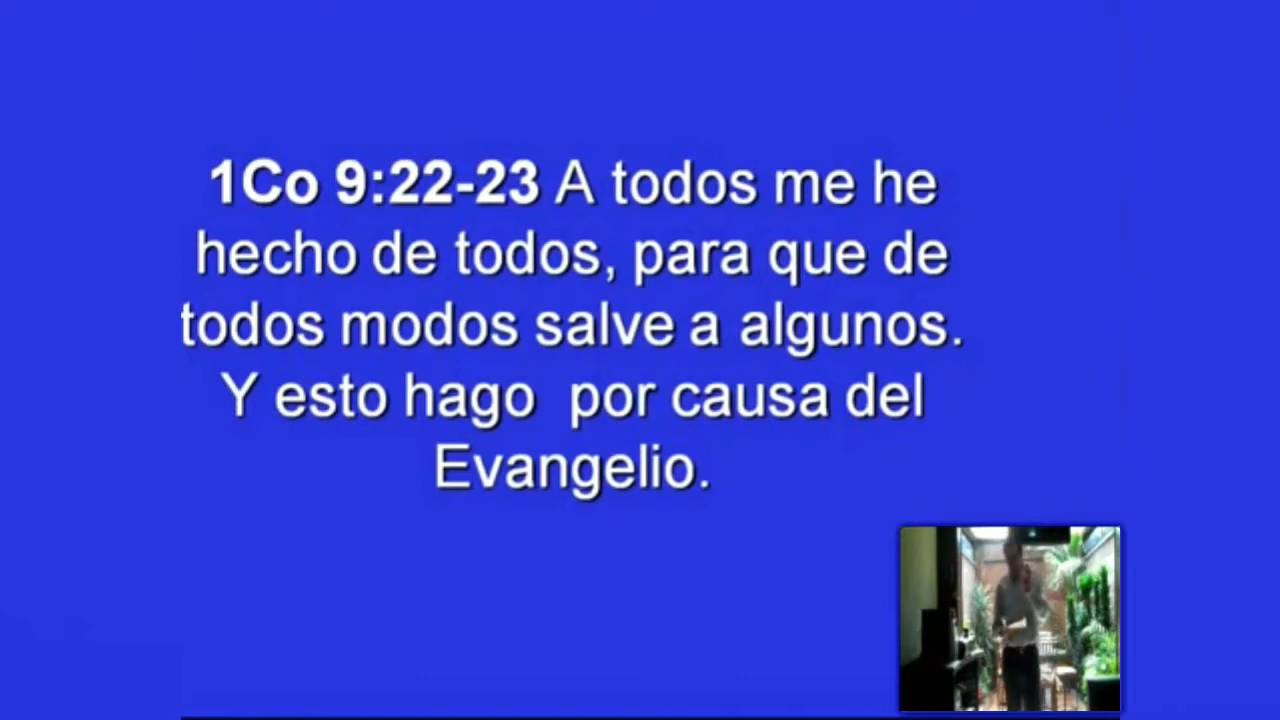 1Co 9:22-23 A todos me he
hecho de todos, para que de
todos modos salve a algunos.
Y esto hago  por causa del
Evangelio.